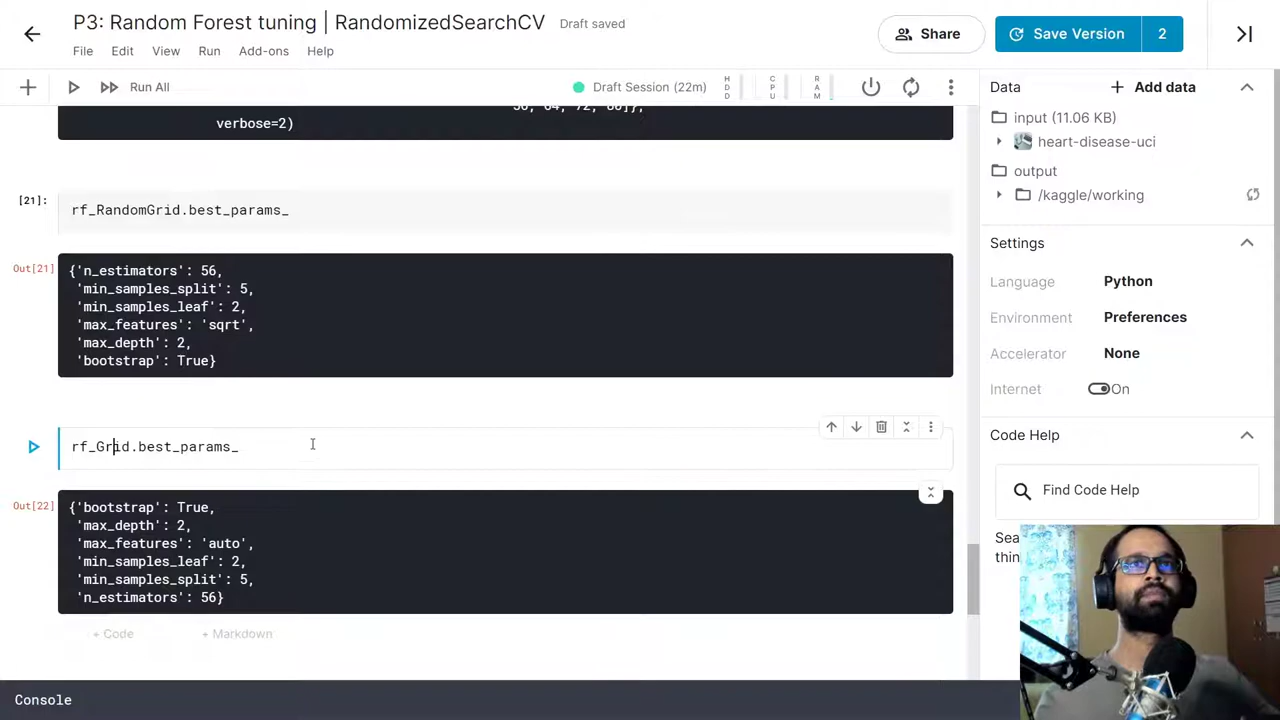 P3: Random Forest tuning | RandomizedSearchCV Draft saved
File Edit View Run Add-ons Help
Share
Save Version 2
Run All
Draft Session (22m)
HDD
CPU
RAM
verbose=2)
[21]:
rf_RandomGrid.best_params_
Out[21]
{'n_estimators': 56,
'min_samples_split': 5,
'min_samples_leaf': 2,
'max_features': 'sqrt',
'max_depth': 2,
'bootstrap': True}
rf_Grid.best_params_
Out[22]
{'bootstrap': True,
'max_depth': 2,
'max_features': 'auto',
'min_samples_leaf': 2,
'min_samples_split': 5,
'n_estimators': 56}
+ Code + Markdown
Console
Data
+ Add data
input (11.06 KB)
heart-disease-uci
output
/kaggle/working
Settings
Language Python
Environment Preferences
Accelerator None
Internet On
Code Help
Find Code Help